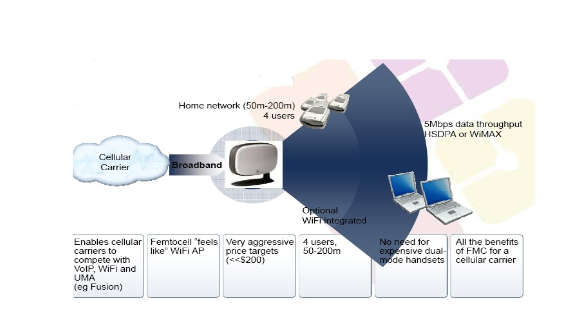 Home network (50m-200m)
4 users
5Mbps data throughput
HSDPA or WiMAX
Cellular
Carrier
Broadband
Optional
WiFi integrated
Enables cellular
carriers to
compete with
VoIP, WiFi and
UMA
(eg Fusion)
Femtocell “feels
like” WiFi AP
Very aggressive
price targets
(<<$200)
4 users,
50-200m
No need for
expensive dual-
mode handsets
All the benefits
of FMC for a
cellular carrier